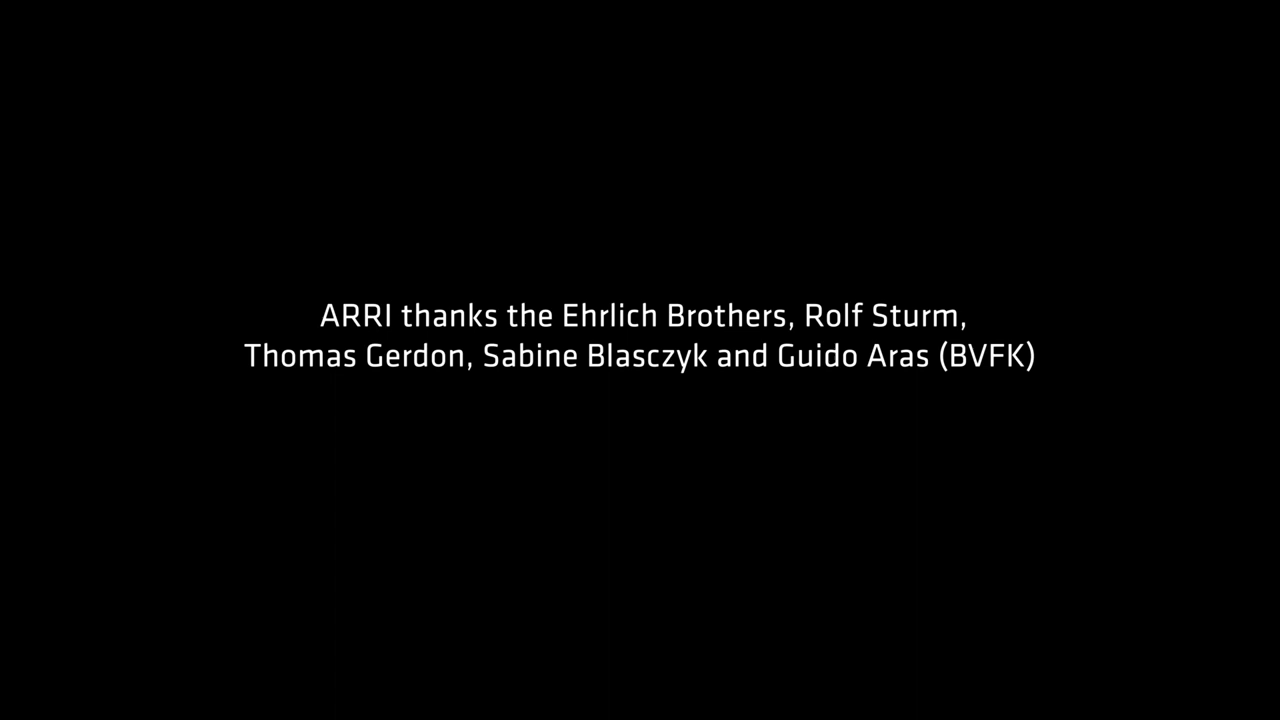 ARRI thanks the Ehrlich Brothers, Rolf Sturm,
Thomas Gerdon, Sabine Blasczyk and Guido Aras (BVFK)